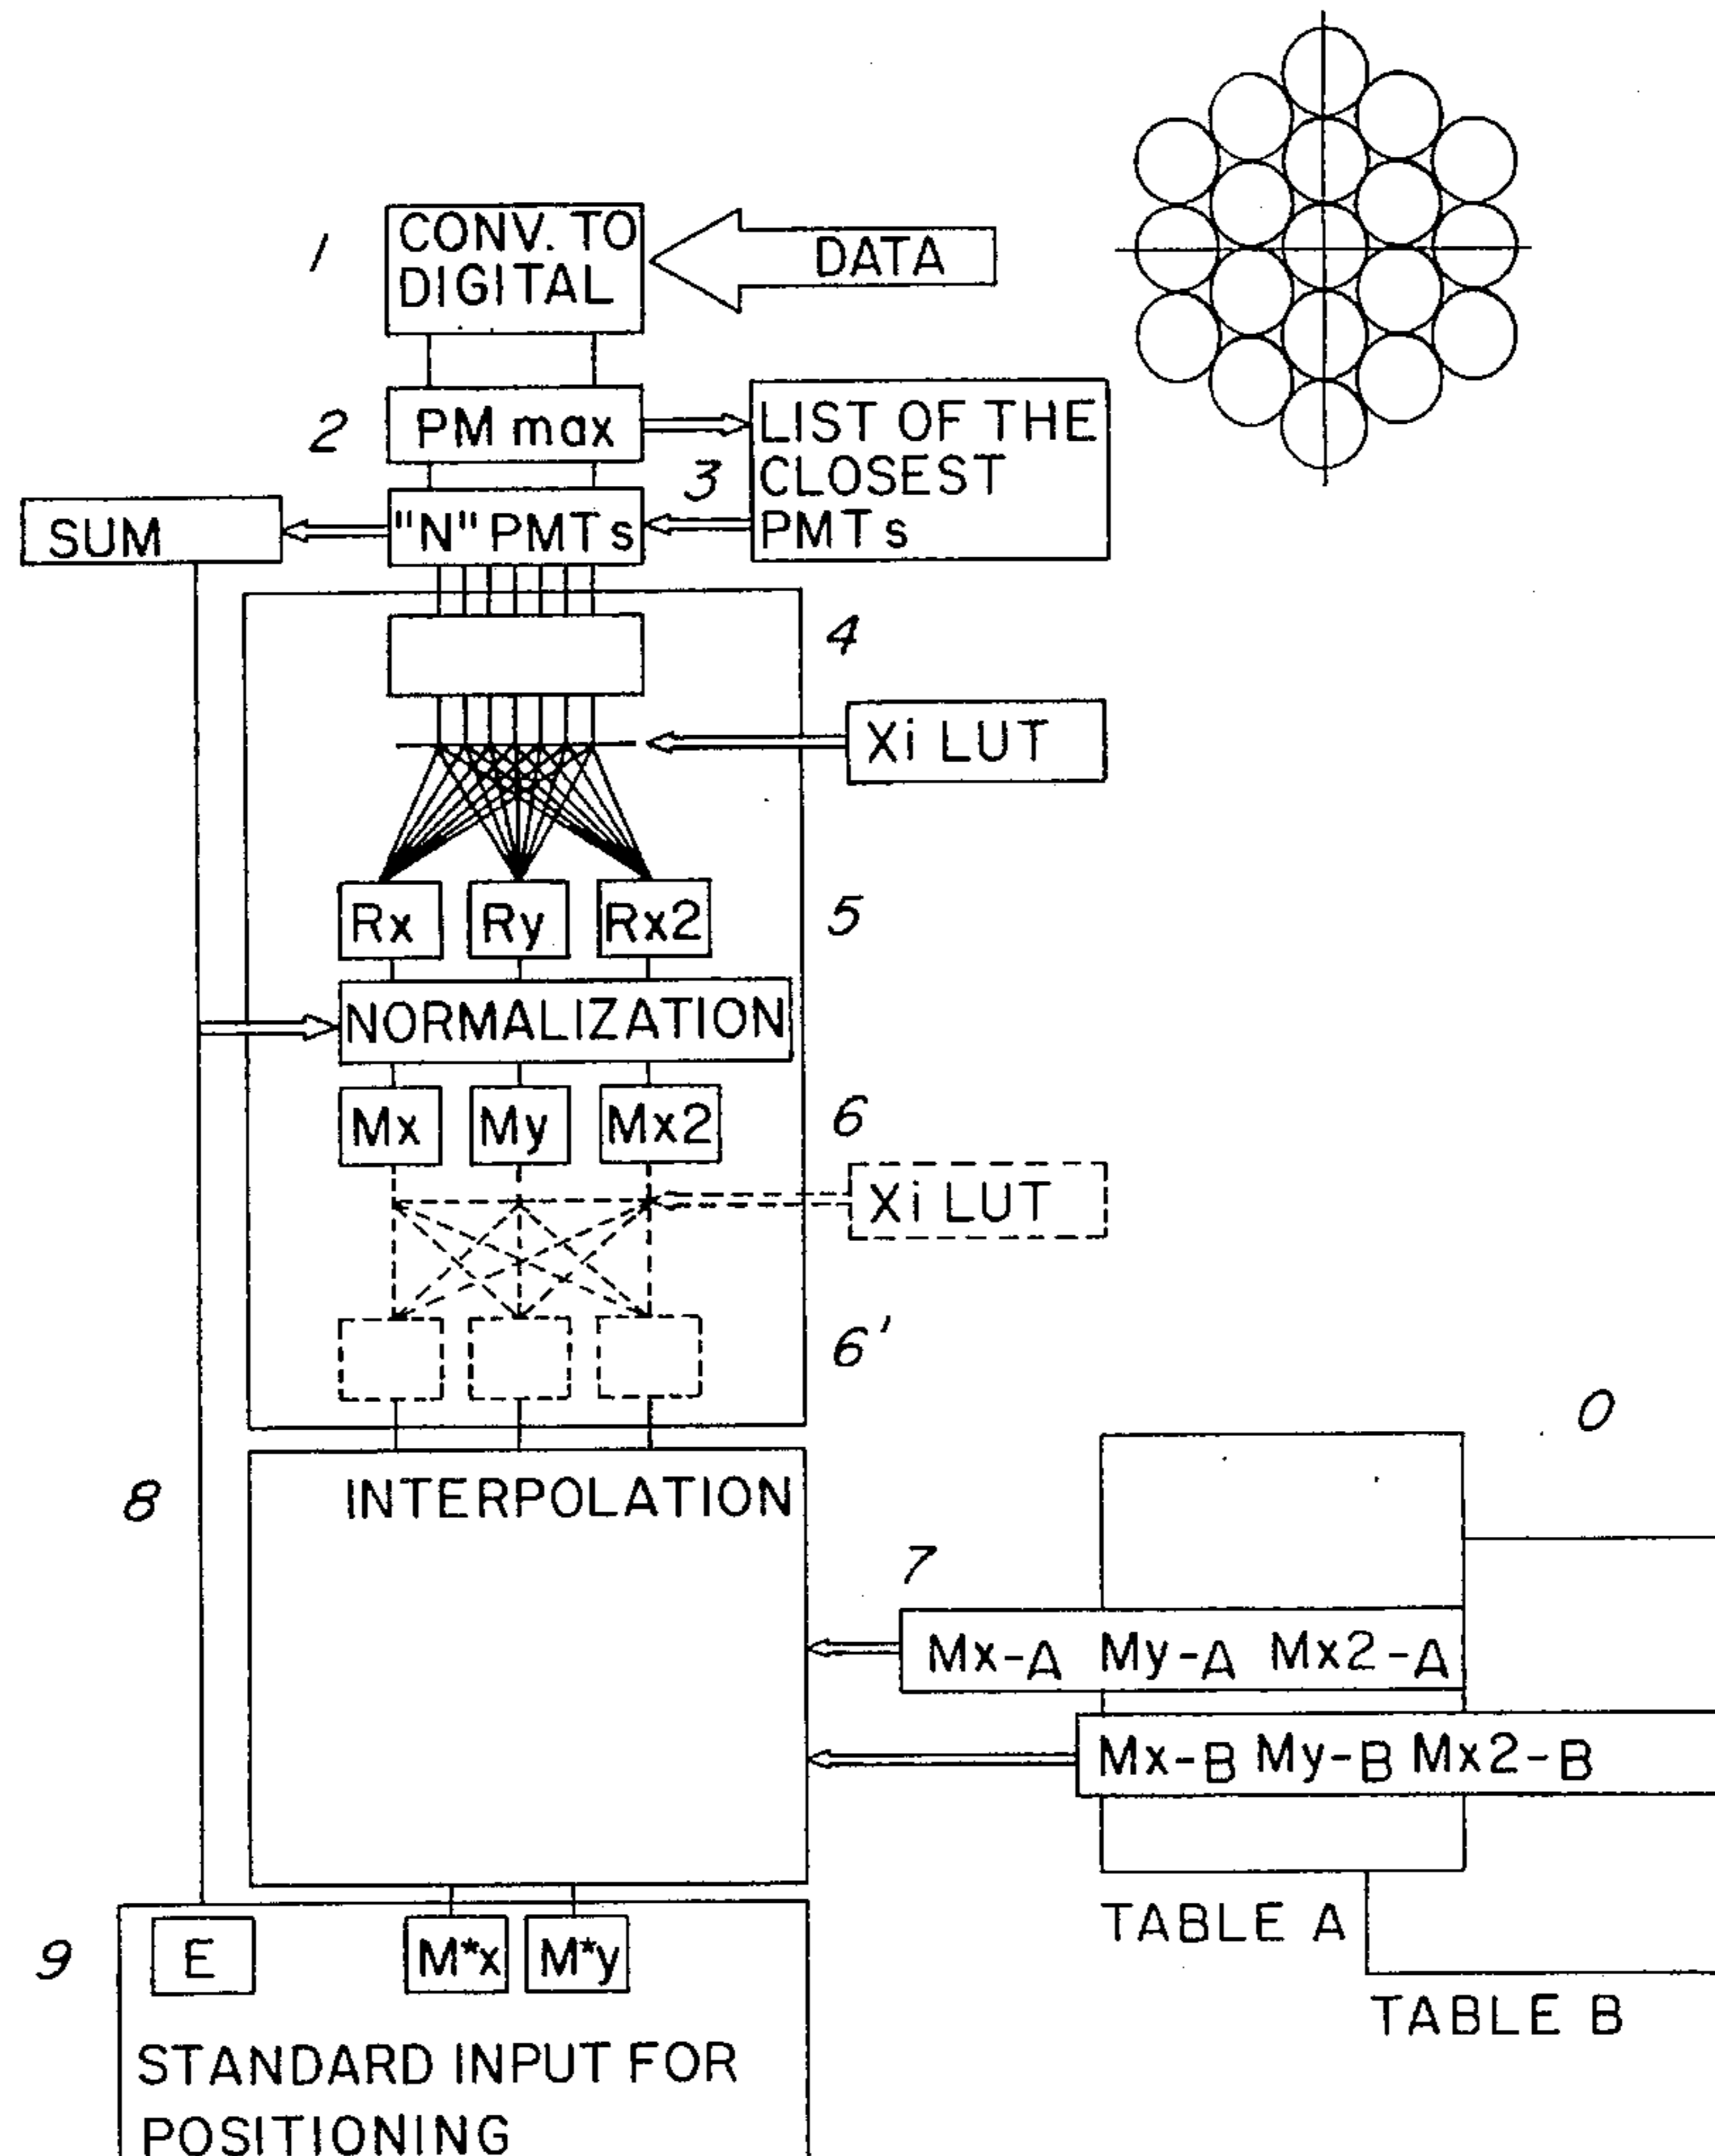 1
CONV. TO
DIGITAL
DATA
2
PM max
3
LIST OF THE
CLOSEST
PMTs
SUM
"N" PMTs
4
Xi LUT
Rx
Ry
Rx2
5
NORMALIZATION
Mx
My
Mx2
6
Xi LUT
6'
0
8
INTERPOLATION
7
Mx-A My-A Mx2-A
Mx-B My-B Mx2-B
TABLE A
TABLE B
9
E
M*x
M*y
STANDARD INPUT FOR
POSITIONING